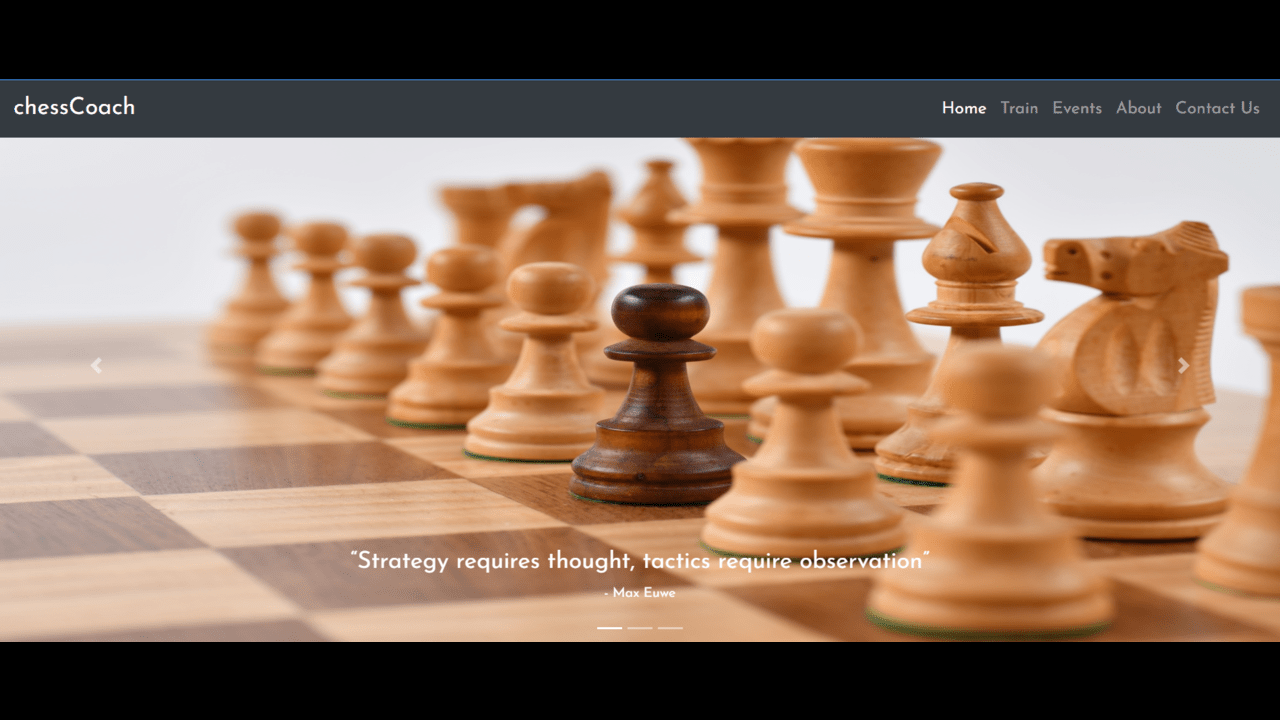 chessCoach
Home Train Events About Contact Us
“Strategy requires thought, tactics require observation”
- Max Euwe